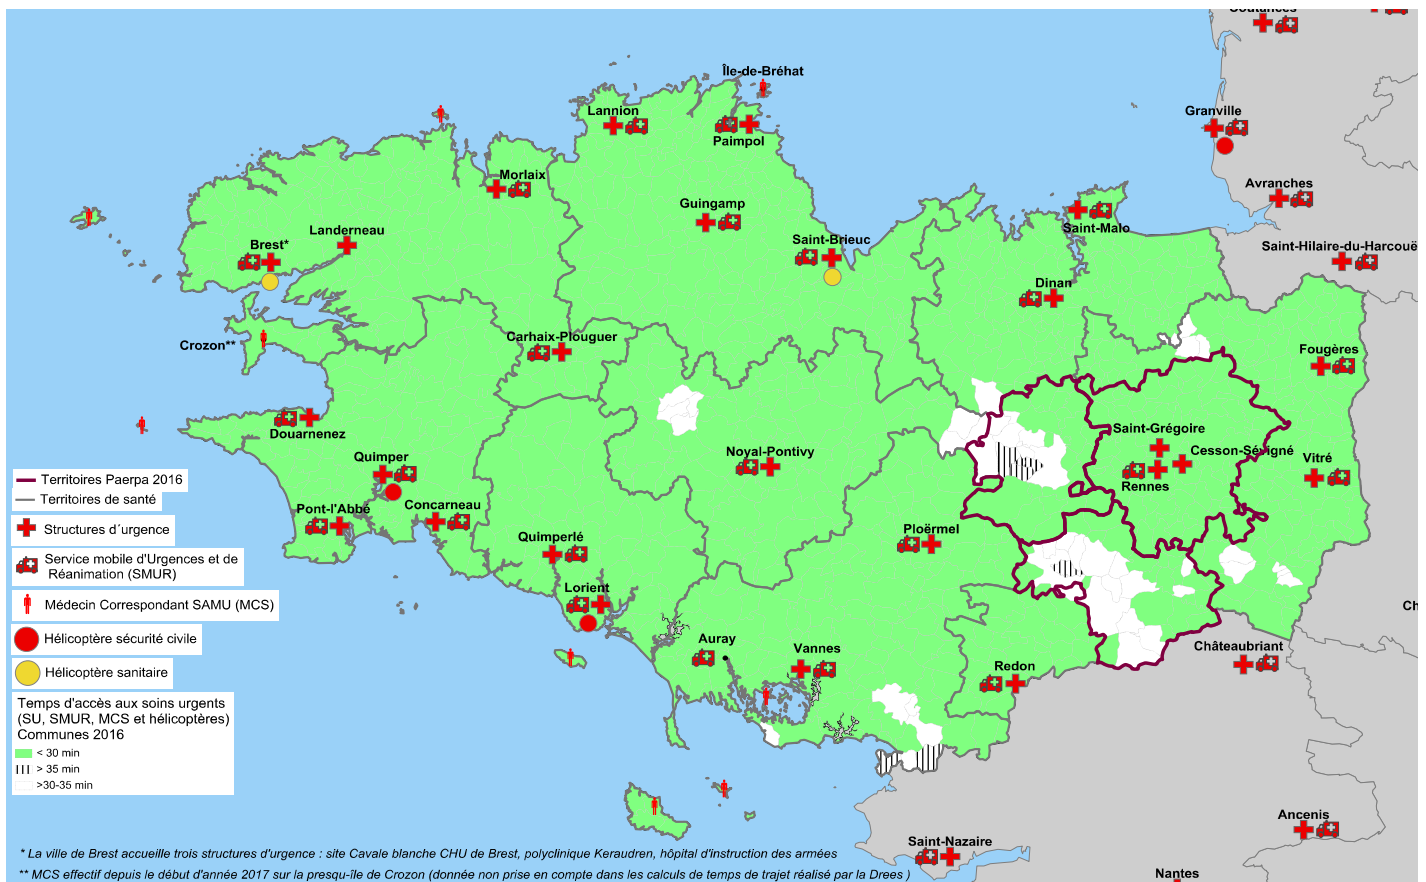 Coutances
Île-de-Bréhat
Lannion
Granville
Paimpol
Morlaix
Avranches
Guingamp
Saint-Malo
Landerneau
Brest*
Saint-Brieuc
Saint-Hilaire-du-Harcouë
Dinan
Crozon**
Carhaix-Plouguer
Fougères
Douarnenez
Saint-Grégoire
Cesson-Sévigné
Quimper
Noyal-Pontivy
Vitré
Rennes
Pont-l'Abbé
Concarneau
Ploërmel
Quimperlé
Lorient
Ch
Auray
Vannes
Châteaubriant
Redon
Territoires Paerpa 2016
Territoires de santé
Structures d´urgence
Service mobile d'Urgences et de
Réanimation (SMUR)
Médecin Correspondant SAMU (MCS)
Hélicoptère sécurité civile
Hélicoptère sanitaire
Temps d'accès aux soins urgents
(SU, SMUR, MCS et hélicoptères)
Communes 2016
< 30 min
> 35 min
>30-35 min
Ancenis
Saint-Nazaire
Nantes
* La ville de Brest accueille trois structures d'urgence : site Cavale blanche CHU de Brest, polyclinique Keraudren, hôpital d'instruction des armées
** MCS effectif depuis le début d'année 2017 sur la presqu-île de Crozon (donnée non prise en compte dans les calculs de temps de trajet réalisé par la Drees )